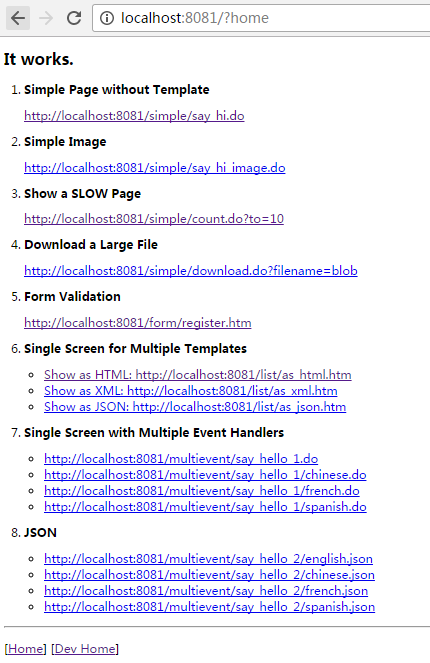 localhost:8081/?home
It works.
1. Simple Page without Template
http://localhost:8081/simple/say_hi.do
2. Simple Image
http://localhost:8081/simple/say_hi_image.do
3. Show a SLOW Page
http://localhost:8081/simple/count.do?to=10
4. Download a Large File
http://localhost:8081/simple/download.do?filename=blob
5. Form Validation
http://localhost:8081/form/register.htm
6. Single Screen for Multiple Templates
Show as HTML: http://localhost:8081/list/as_html.htm
Show as XML: http://localhost:8081/list/as_xml.htm
Show as JSON: http://localhost:8081/list/as_json.htm
7. Single Screen with Multiple Event Handlers
http://localhost:8081/multievent/say_hello_1.do
http://localhost:8081/multievent/say_hello_1/chinese.do
http://localhost:8081/multievent/say_hello_1/french.do
http://localhost:8081/multievent/say_hello_1/spanish.do
8. JSON
http://localhost:8081/multievent/say_hello_2/english.json
http://localhost:8081/multievent/say_hello_2/chinese.json
http://localhost:8081/multievent/say_hello_2/french.json
http://localhost:8081/multievent/say_hello_2/spanish.json
[Home] [Dev Home]